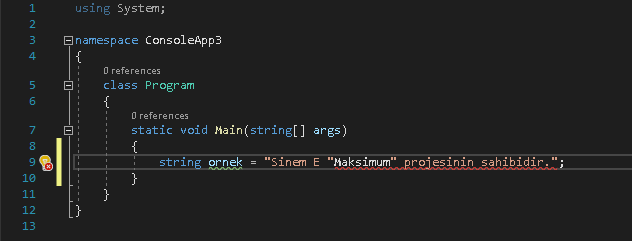 1 using System;
2
3 namespace ConsoleApp3
4 {
0 references
5 class Program
6 {
0 references
7 static void Main(string[] args)
8 {
9 string ornek = "Sinem E "Maksimum" projesinin sahibidir.";
10 }
11 }
12 }
13